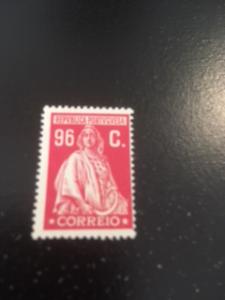 REPUBLICA PORTUGUESA
96 C.
CORREIO